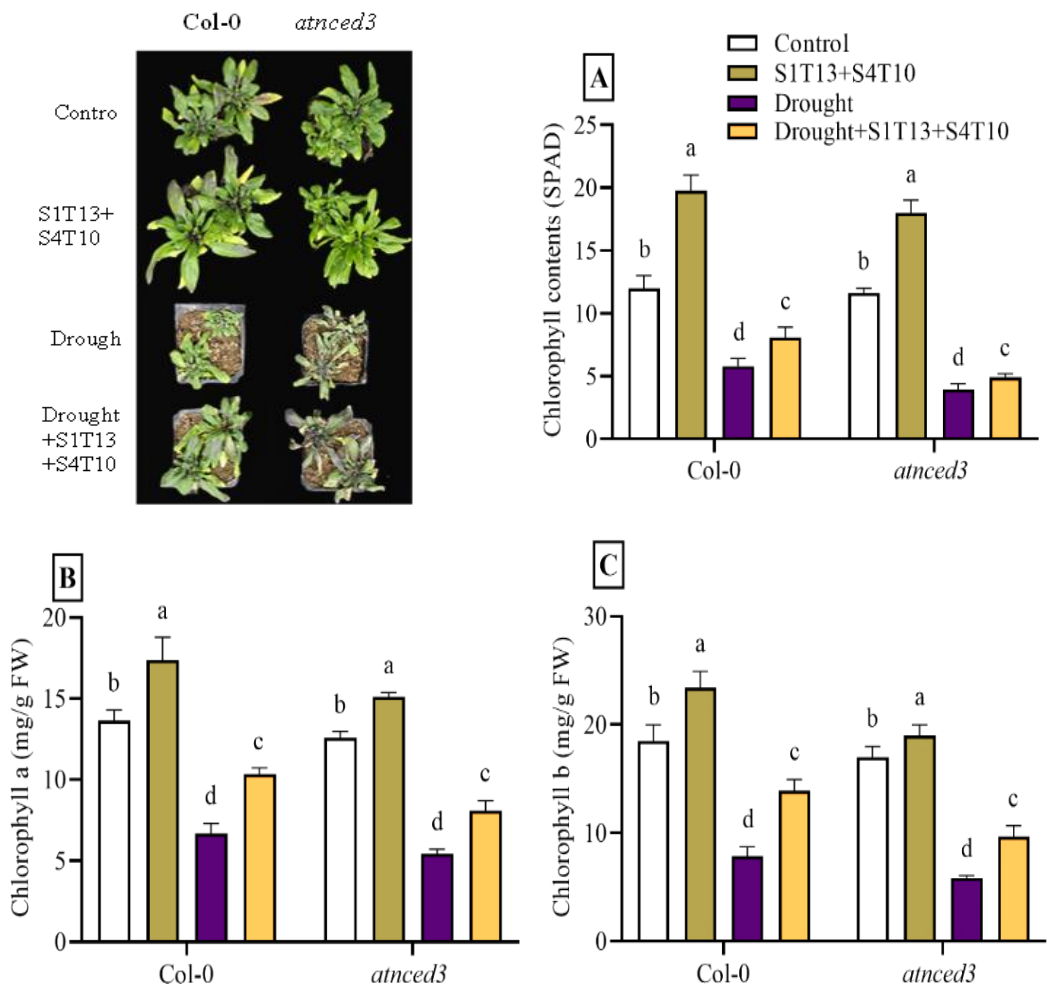 Col-0 atnced3
Contro
S1T13+
S4T10
Drough
Drought
+S1T13
+S4T10
A
Control
S1T13+S4T10
Drought
Drought+S1T13+S4T10
Chlorophyll contents (SPAD)
25
20
15
10
5
0
b
a
d
c
b
a
d
c
Col-0 atnced3
B
Chlorophyll a (mg/g FW)
20
15
10
5
0
b
a
d
c
b
a
d
c
Col-0 atnced3
C
Chlorophyll b (mg/g FW)
30
20
10
0
b
a
d
c
b
a
d
c
Col-0 atnced3